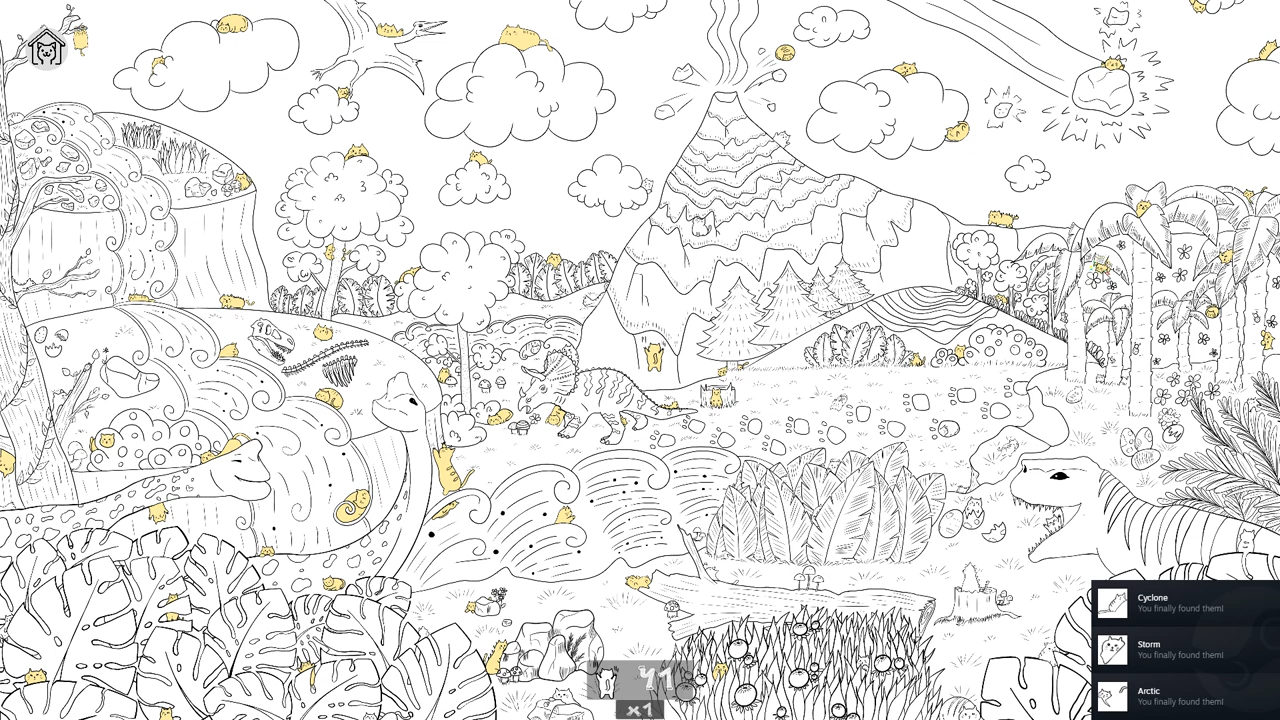 Cyclone
You finally found them!
Storm
You finally found them!
Arctic
You finally found them!
x1